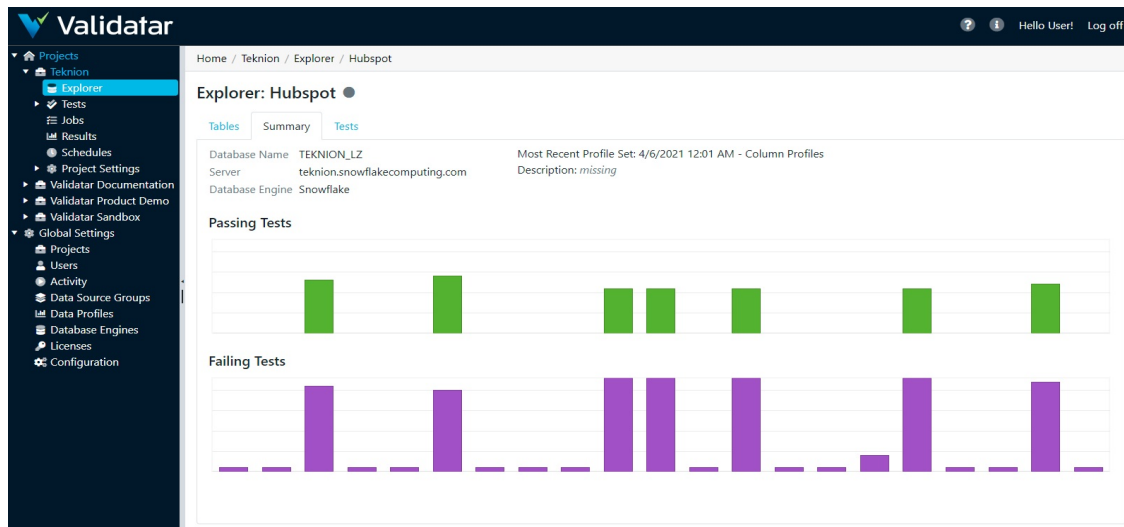 Validatar
Hello User! Log off
Projects
Teknion
Explorer
Tests
Jobs
Results
Schedules
Project Settings
Validatar Documentation
Validatar Product Demo
Validatar Sandbox
Global Settings
Projects
Users
Activity
Data Source Groups
Data Profiles
Database Engines
Licenses
Configuration
Home / Teknion / Explorer / Hubspot
Explorer: Hubspot
Tables Summary Tests
Database Name TEKNION_LZ
Server teknion.snowflakecomputing.com
Database Engine Snowflake
Most Recent Profile Set: 4/6/2021 12:01 AM - Column Profiles
Description: missing
Passing Tests
Failing Tests